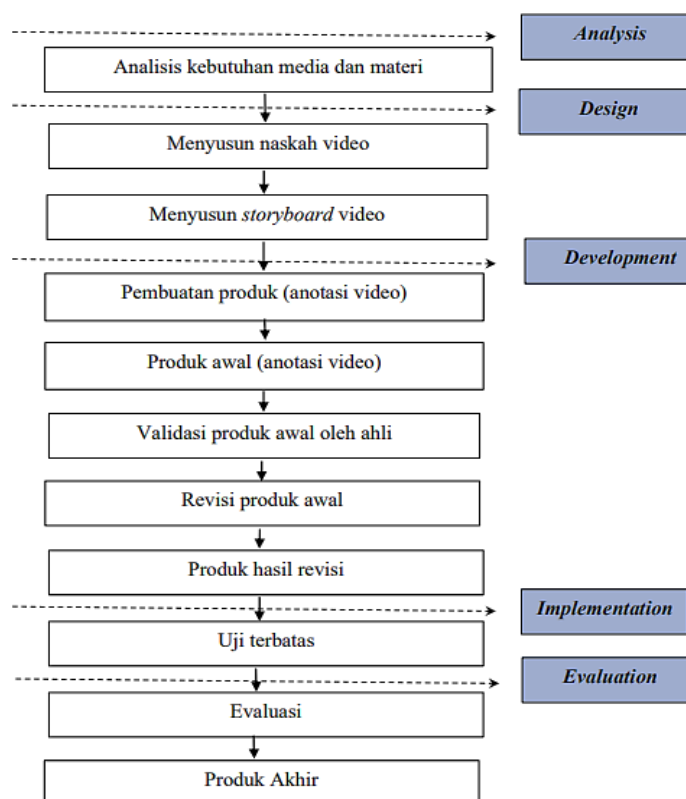 Analysis
Analisis kebutuhan media dan materi
Design
Menyusun naskah video
Menyusun storyboard video
Development
Pembuatan produk (anotasi video)
Produk awal (anotasi video)
Validasi produk awal oleh ahli
Revisi produk awal
Produk hasil revisi
Implementation
Uji terbatas
Evaluation
Evaluasi
Produk Akhir